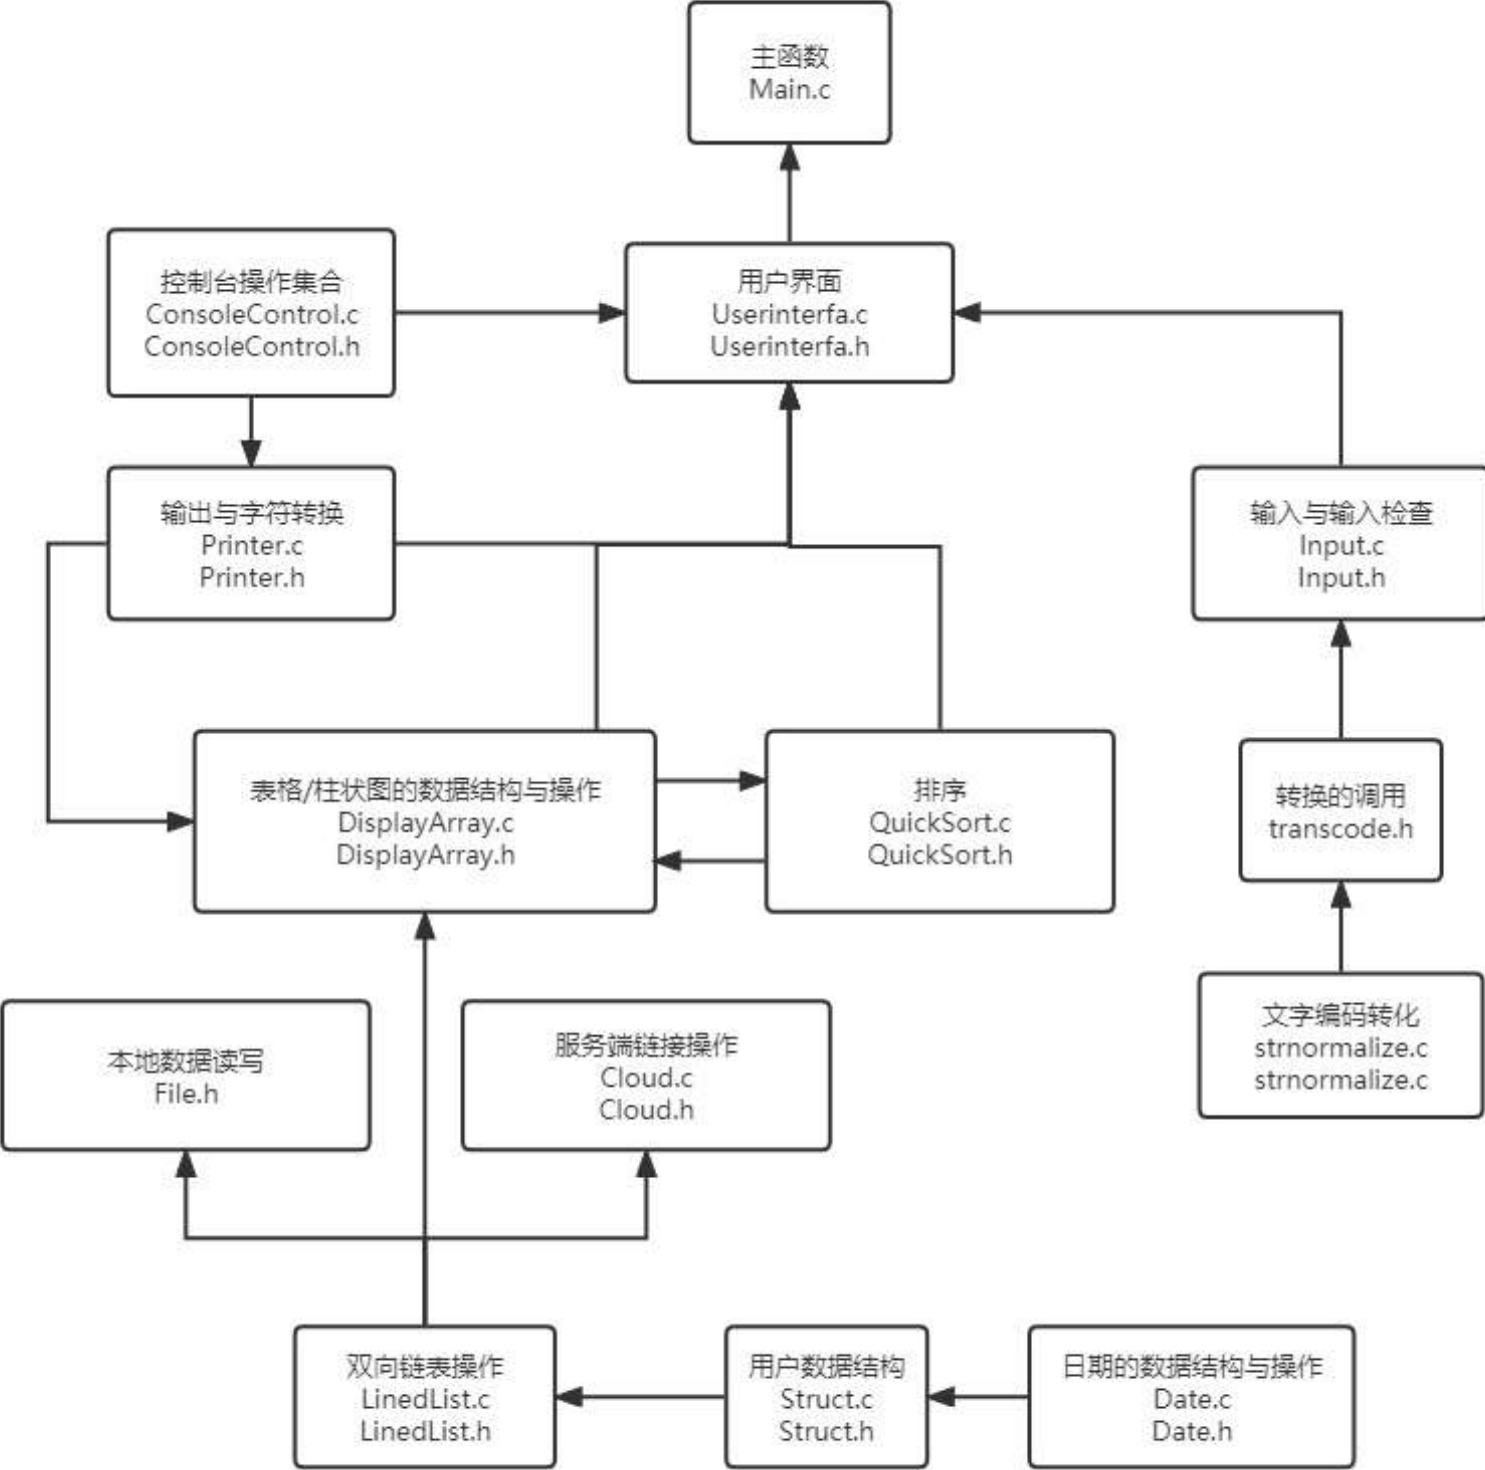 主函数
Main.c
控制台操作集合
ConsoleControl.c
ConsoleControl.h
用户界面
Userinterfa.c
Userinterfa.h
输出与字符转换
Printer.c
Printer.h
输入与输入检查
Input.c
Input.h
表格/柱状图的数据结构与操作
DisplayArray.c
DisplayArray.h
排序
QuickSort.c
QuickSort.h
转换的调用
transcode.h
本地数据读写
File.h
服务端链接操作
Cloud.c
Cloud.h
文字编码转化
strnormalize.c
strnormalize.c
双向链表操作
LinedList.c
LinedList.h
用户数据结构
Struct.c
Struct.h
日期的数据结构与操作
Date.c
Date.h